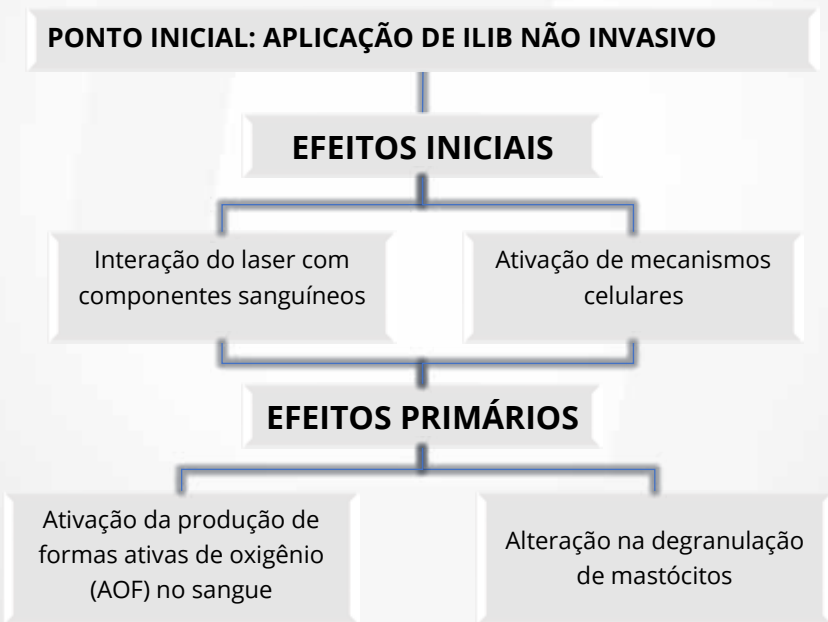 PONTO INICIAL: APLICAÇÃO DE ILIB NÃO INVASIVO
EFEITOS INICIAIS
Interação do laser com
componentes sanguíneos
Ativação de mecanismos
celulares
EFEITOS PRIMÁRIOS
Ativação da produção de
formas ativas de oxigênio
(AOF) no sangue
Alteração na degranulação
de mastócitos